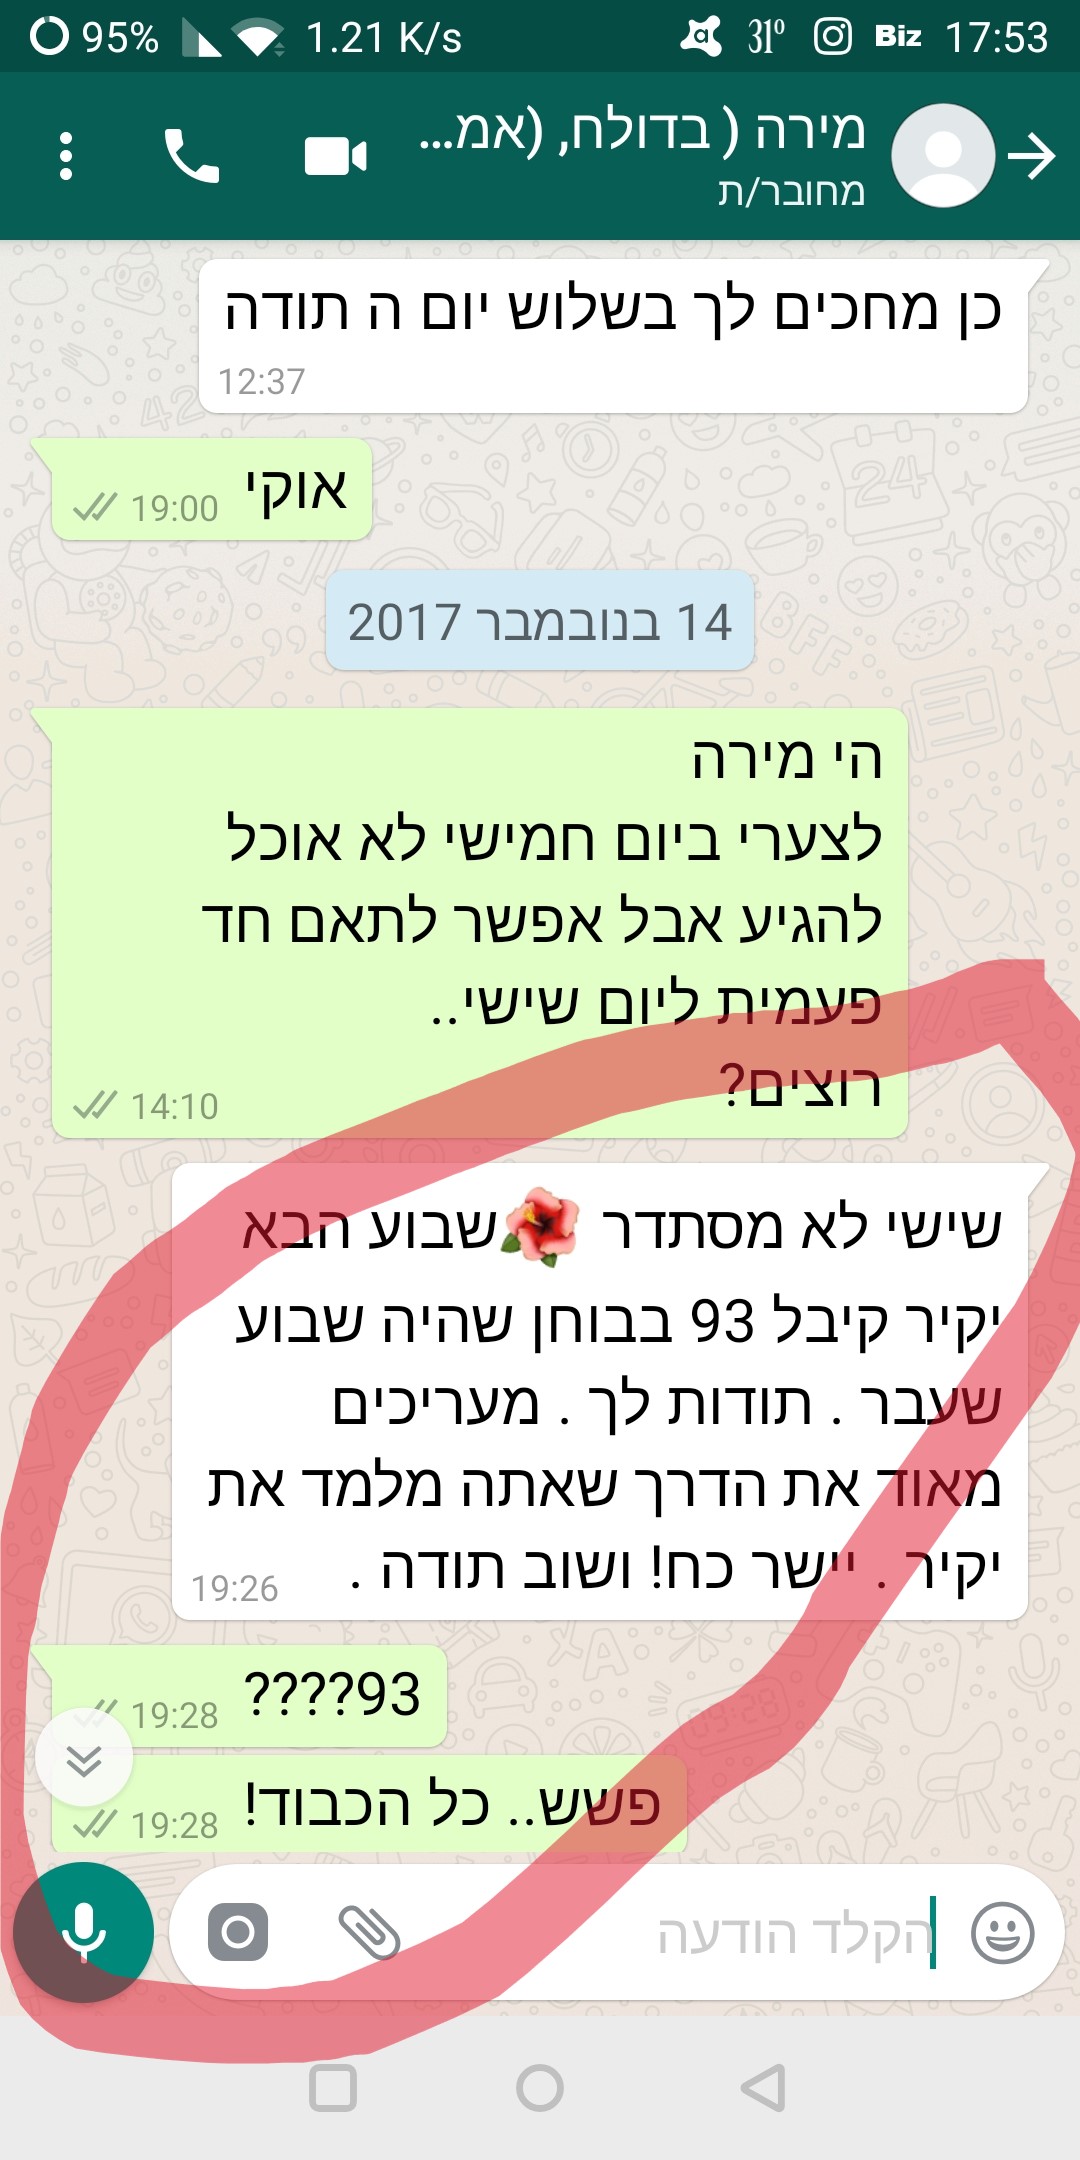 95% 1.21 K/s a 31° Biz 17:53
מירה ( בדולח, (אמ...
מחובר/ת
כן מחכים לך בשלוש יום ה תודה
12:37
אוקי
19:00
14 בנובמבר 2017
הי מירה
לצערי ביום חמישי לא אוכל
להגיע אבל אפשר לתאם חד
פעמית ליום שישי..
רוצים?
14:10
שישי לא מסתדר 🌺שבוע הבא
יקיר קיבל 93 בבוחן שהיה שבוע
שעבר . תודות לך . מעריכים
מאוד את הדרך שאתה מלמד את
יקיר . יישר כח! ושוב תודה .
19:26
93????
19:28
פששש.. כל הכבוד!
19:28
הקלד הודעה